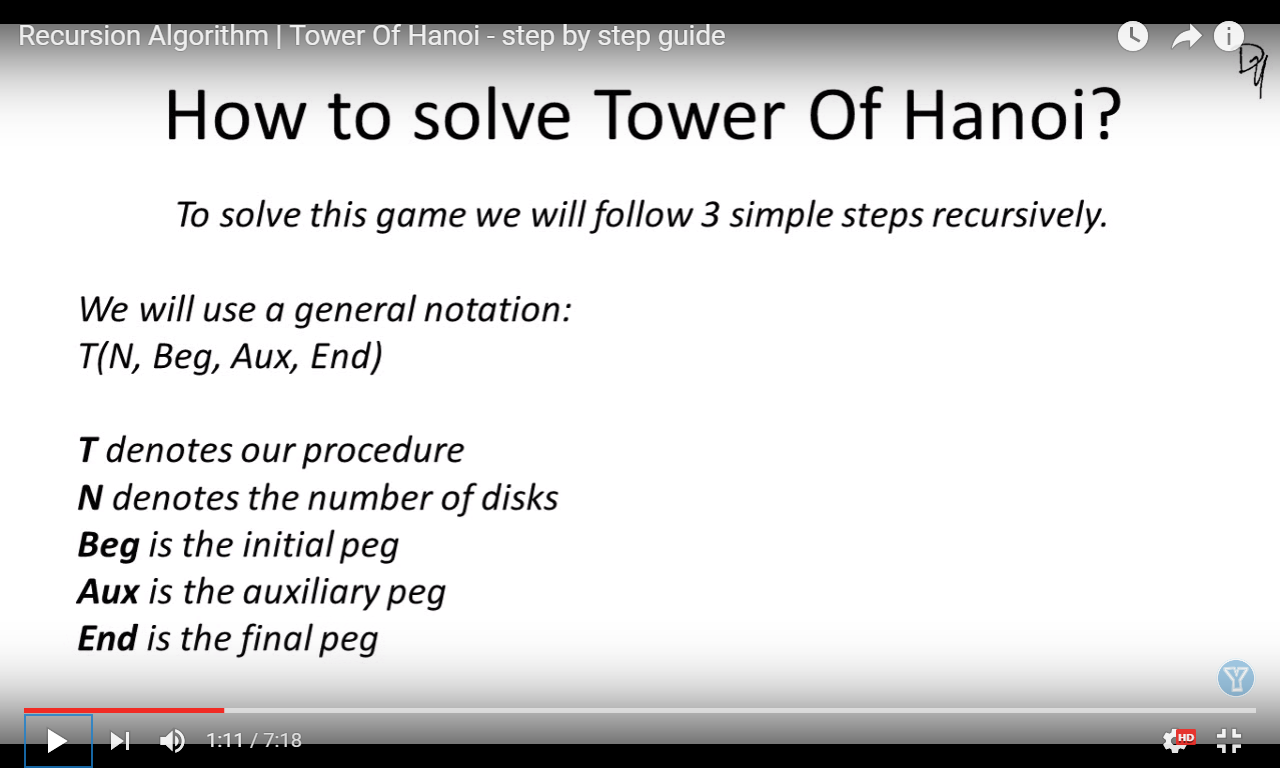 Recursion Algorithm | Tower Of Hanoi - step by step guide
How to solve Tower Of Hanoi?
To solve this game we will follow 3 simple steps recursively.
We will use a general notation:
T(N, Beg, Aux, End)
T denotes our procedure
N denotes the number of disks
Beg is the initial peg
Aux is the auxiliary peg
End is the final peg
Y
1:11 / 7:18
HD